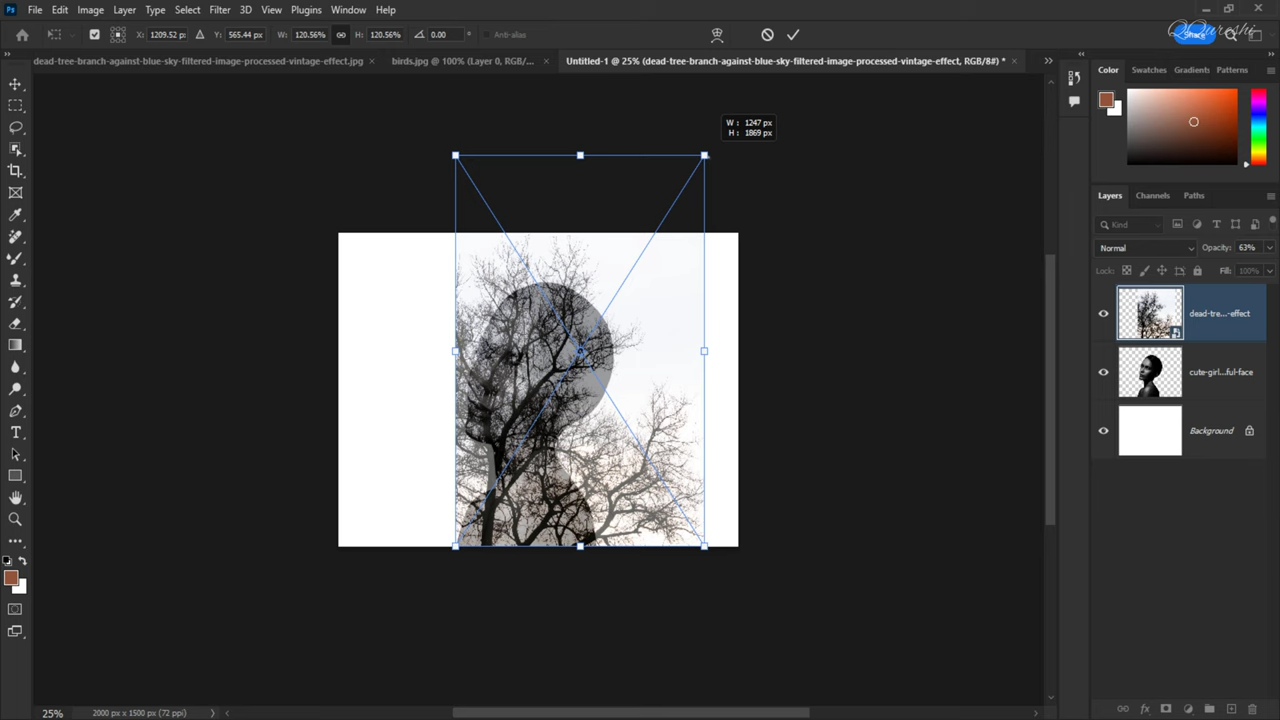 Ps File Edit Image Layer Type Select Filter 3D View Plugins Window Help
X: 1209.52 px Y: 565.44 px W: 120.56% H: 120.56% 0.00 ° Anti-alias Share
QQureshi
dead-tree-branch-against-blue-sky-filtered-image-processed-vintage-effect.jpg × birds.jpg @ 100% (Layer 0, RGB/... × Untitled-1 @ 25% (dead-tree-branch-against-blue-sky-filtered-image-processed-vintage-effect, RGB/8#) * ×
Color Swatches Gradients Patterns
W : 1247 px
H : 1869 px
Layers Channels Paths
Kind
Normal Opacity: 63%
Lock: Fill: 100%
dead-tre...-effect
cute-girl...ful-face
Background
25% 2000 px x 1500 px (72 ppi)